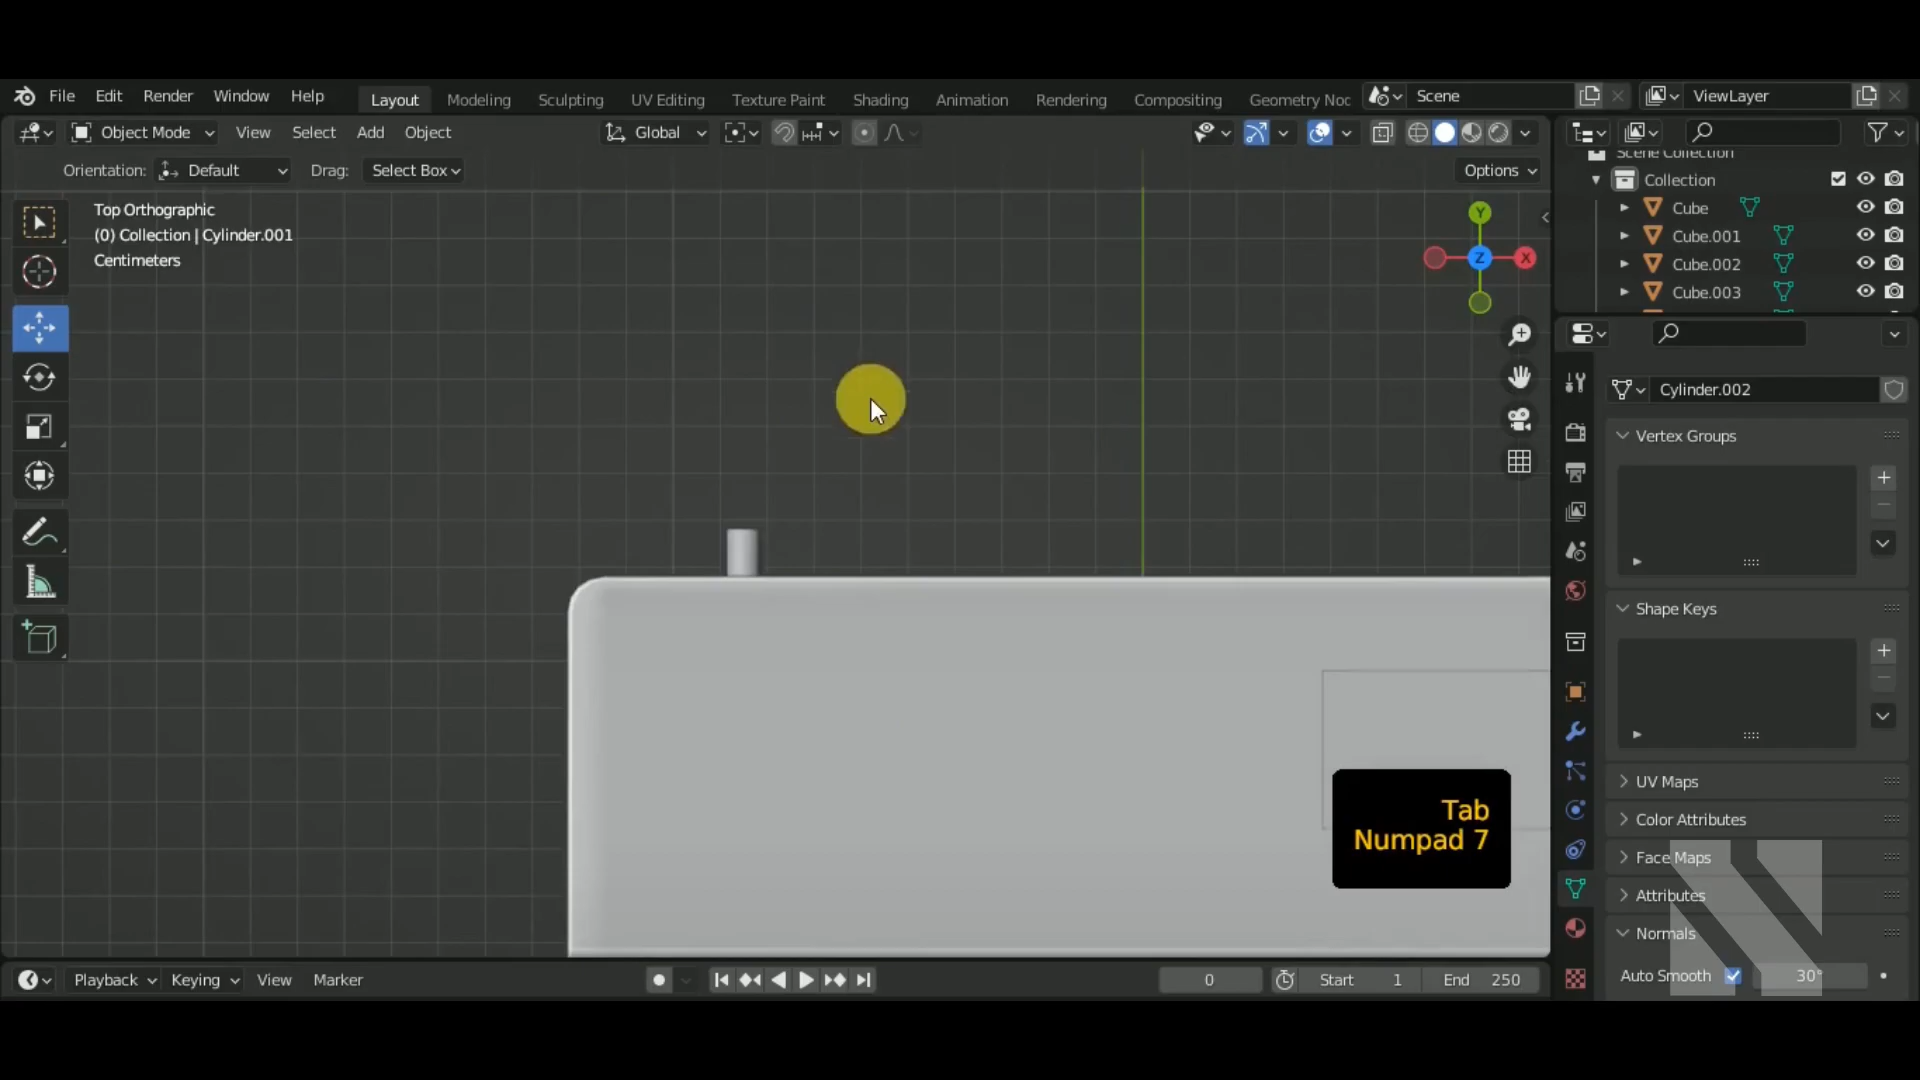 File Edit Render Window Help Layout Modeling Sculpting UV Editing Texture Paint Shading Animation Rendering Compositing Geometry Noc Scene ViewLayer
Object Mode View Select Add Object Global
Orientation: Default Drag: Select Box Options
Top Orthographic
(0) Collection | Cylinder.001
Centimeters
Y
Z
X
Scene Collection
Collection
Cube
Cube.001
Cube.002
Cube.003
Cylinder.002
Vertex Groups
Shape Keys
UV Maps
Color Attributes
Face Maps
Attributes
Normals
Auto Smooth 30°
Tab
Numpad 7
Playback Keying View Marker 0 Start 1 End 250